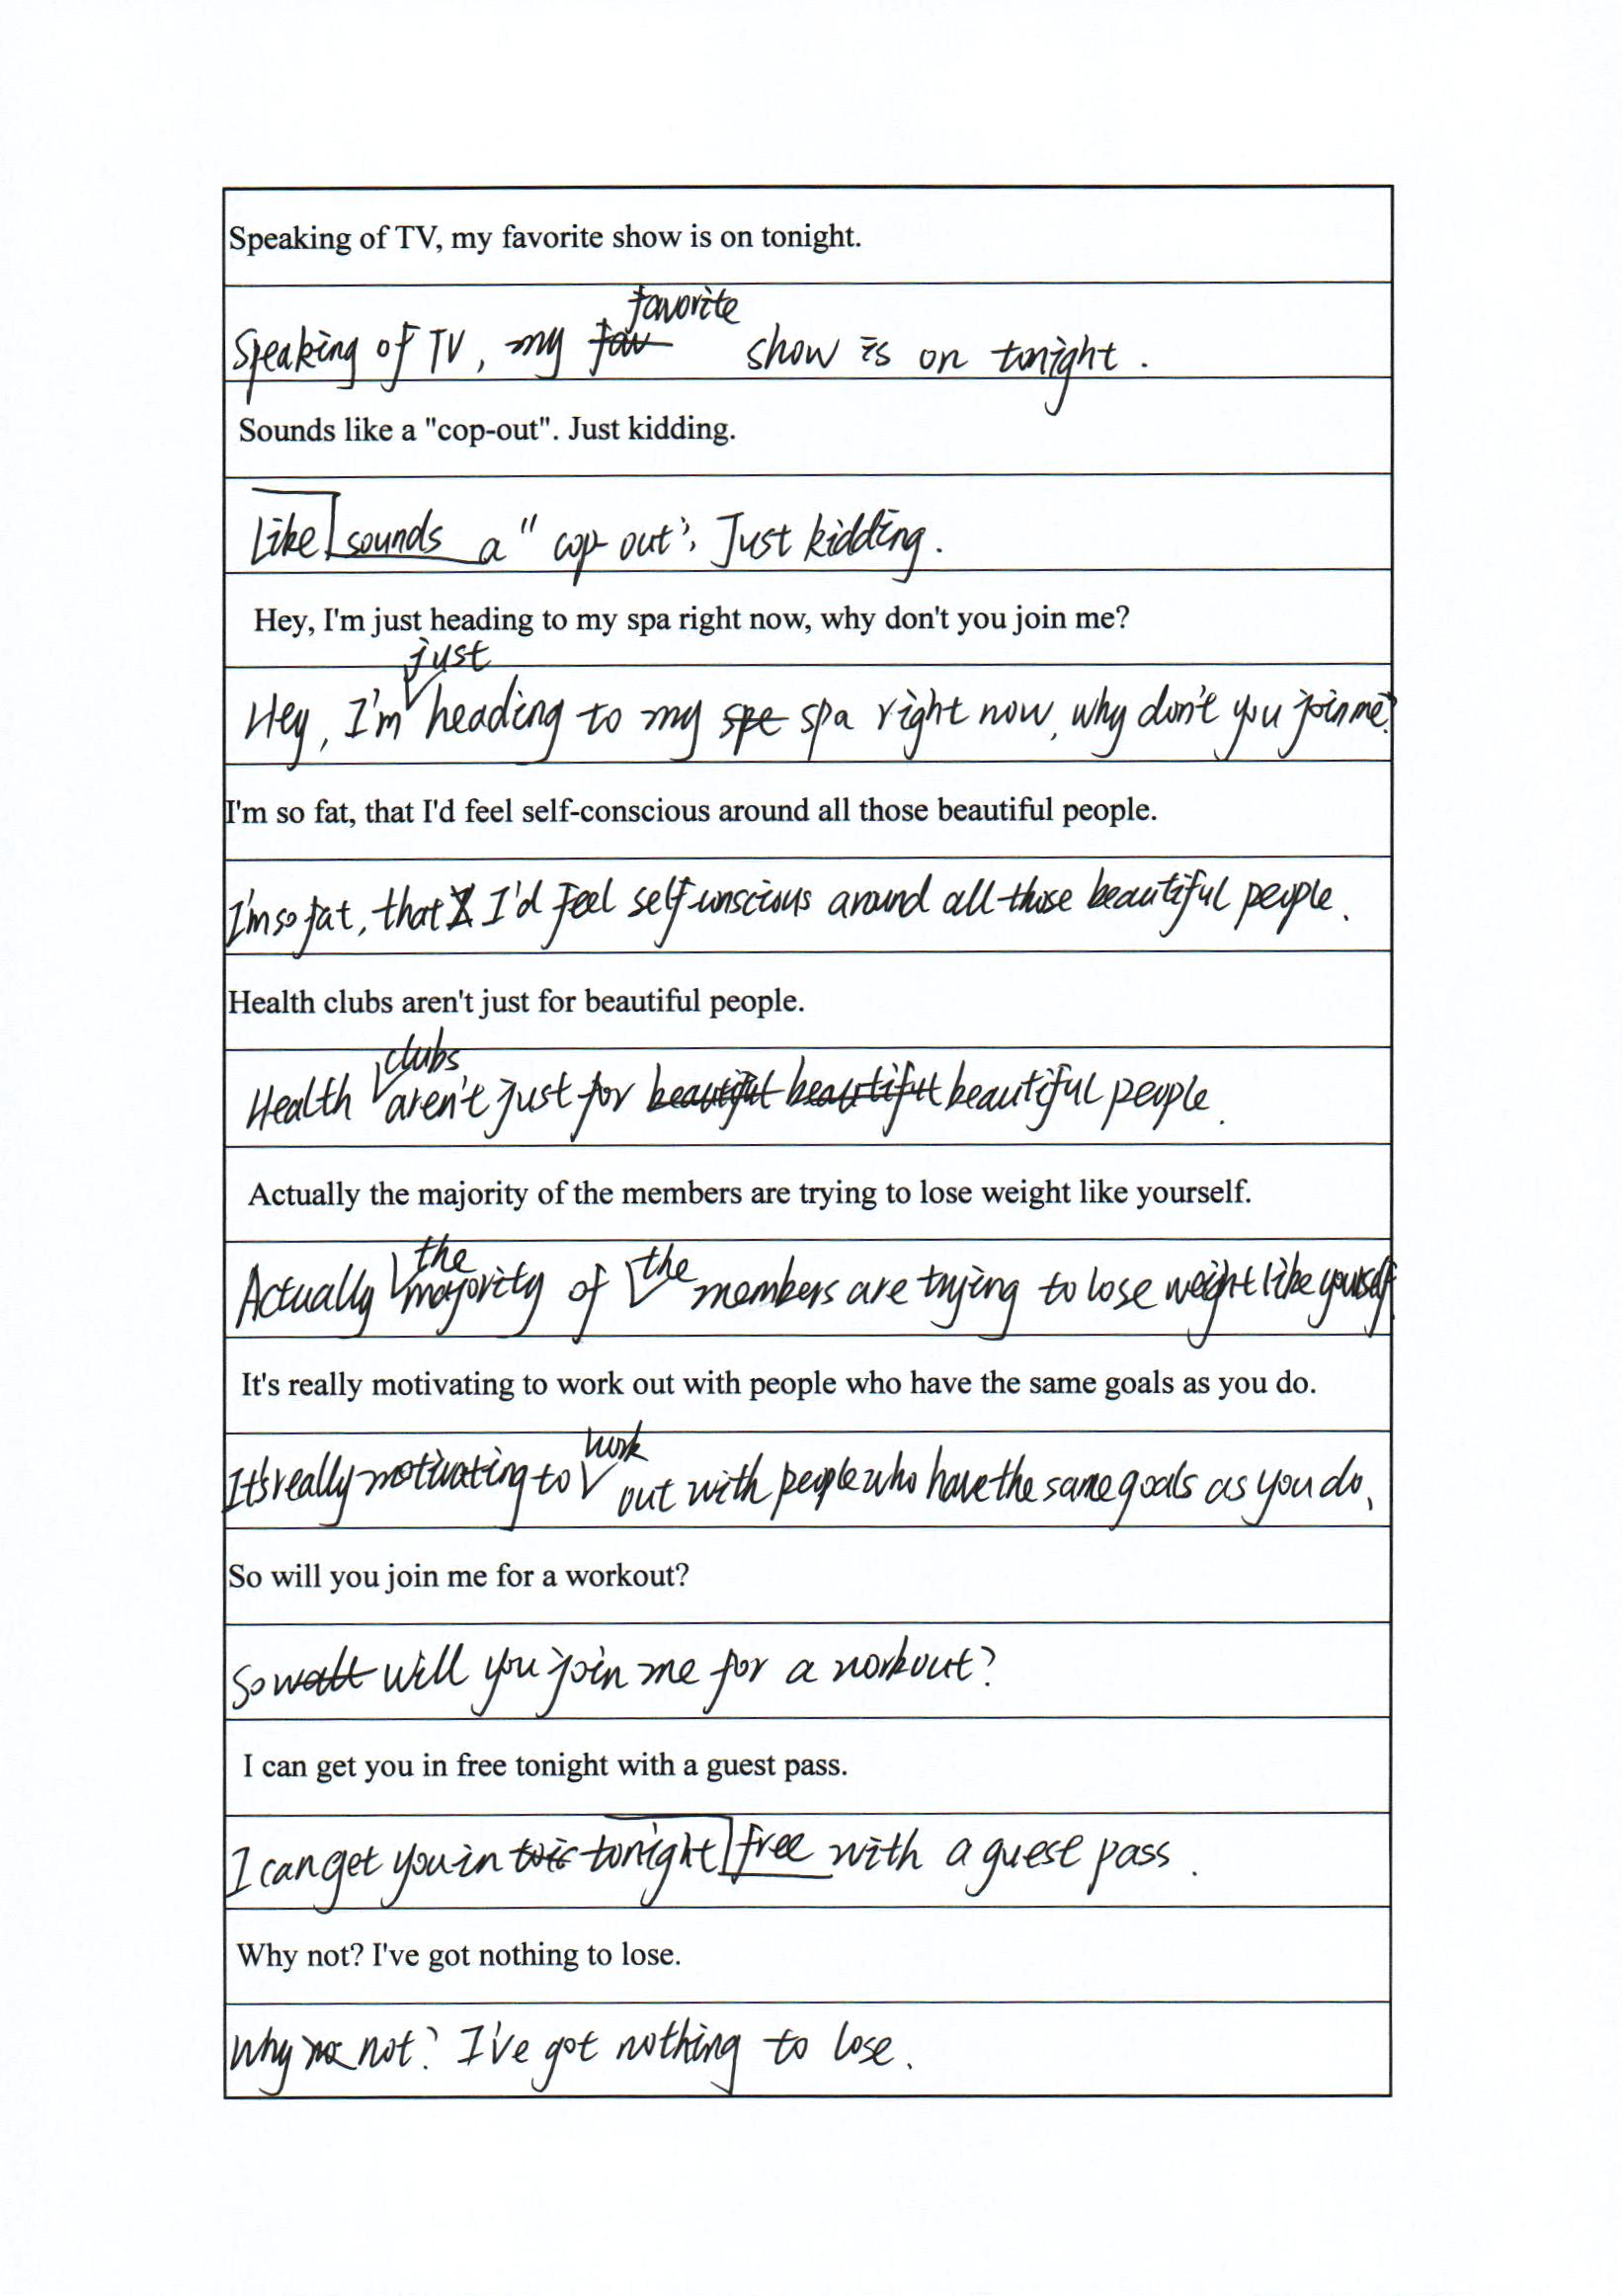 Speaking of TV, my favorite show is on tonight.
Speaking of TV, my favorite show is on tonight.
Sounds like a "cop-out". Just kidding.
sounds Like a "cop-out", Just kidding.
Hey, I'm just heading to my spa right now, why don't you join me?
Hey, I'm just heading to my spa right now, why don't you join me?
I'm so fat, that I'd feel self-conscious around all those beautiful people.
I'm so fat, that I'd feel self-conscious around all those beautiful people.
Health clubs aren't just for beautiful people.
Health clubs aren't just for beautiful people.
Actually the majority of the members are trying to lose weight like yourself.
Actually the majority of the members are trying to lose weight like yourself.
It's really motivating to work out with people who have the same goals as you do.
It's really motivating to work out with people who have the same goals as you do.
So will you join me for a workout?
So will you join me for a workout?
I can get you in free tonight with a guest pass.
I can get you in free tonight with a guest pass.
Why not? I've got nothing to lose.
Why not? I've got nothing to lose.